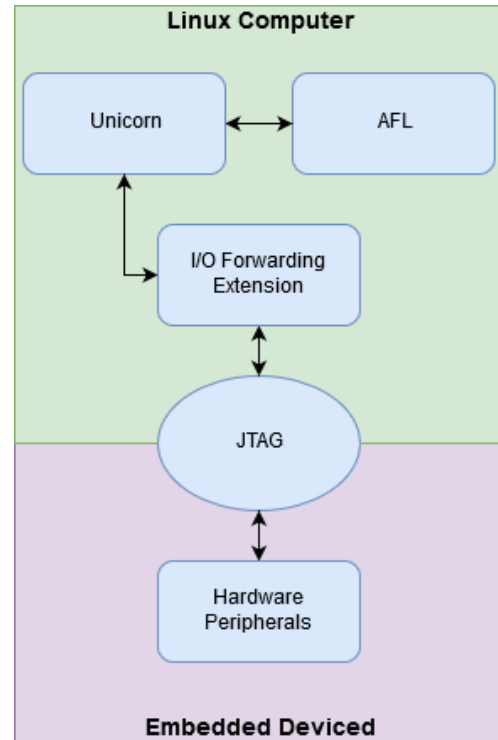 Linux Computer
Unicorn
AFL
I/O Forwarding
Extension
JTAG
Hardware
Peripherals
Embedded Deviced